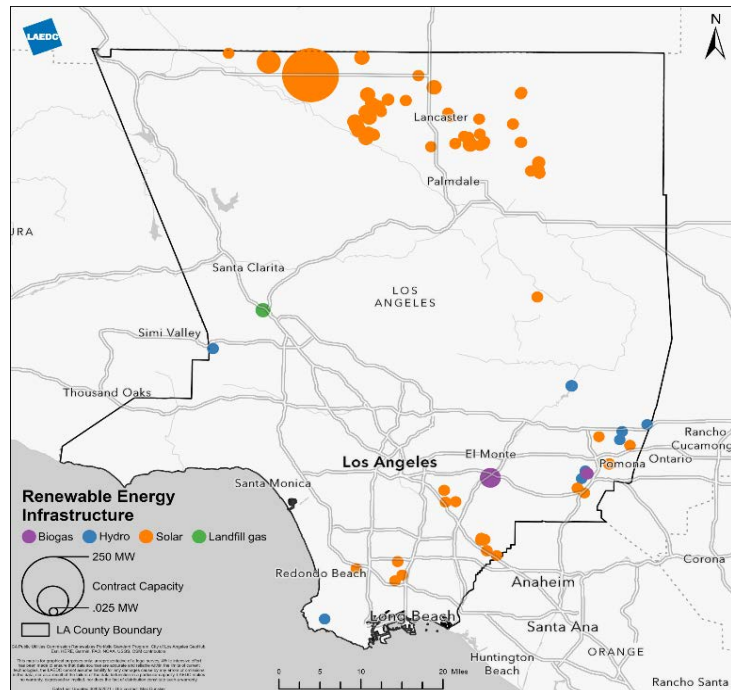 LAEDC
N
Lancaster
Palmdale
URA
Santa Clarita
LOS
ANGELES
Simi Valley
Thousand Oaks
El Monte
Los Angeles
Rancho
Cucamong
Pomona
Ontario
Santa Monica
Renewable Energy
Infrastructure
Biogas Hydro Solar Landfill gas
250 MW
Contract Capacity
.025 MW
LA County Boundary
Redondo Beach
Corona
Anaheim
Long Beach
Santa Ana
ORANGE
Huntington
Beach
Rancho Santa
0 5 10 20 Miles